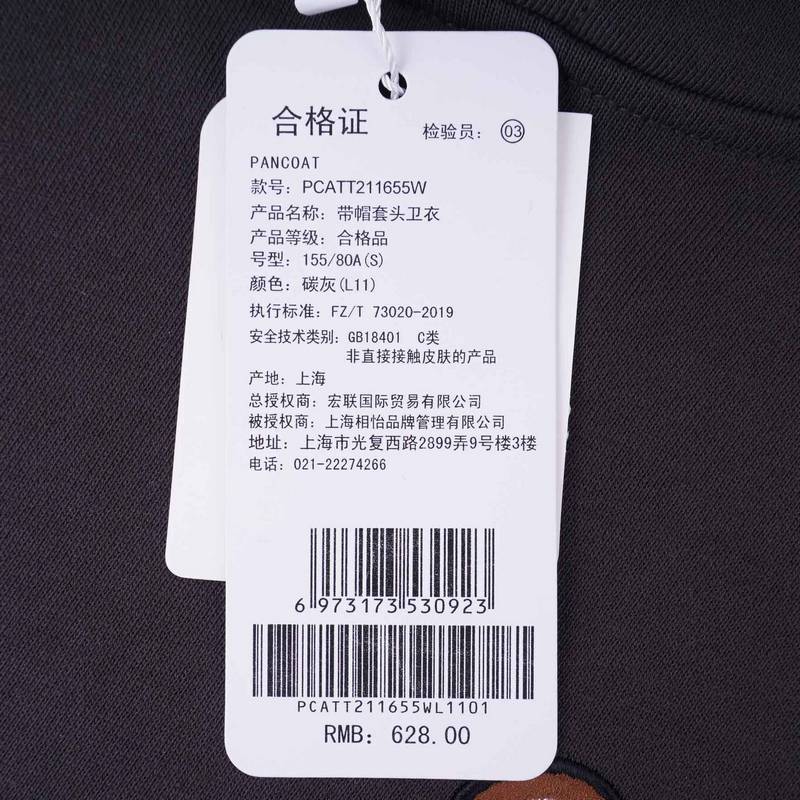 合格证 检验员: 03
PANCOAT
款号: PCATT211655W
产品名称: 带帽套头卫衣
产品等级: 合格品
号型: 155/80A(S)
颜色: 碳灰(L11)
执行标准: FZ/T 73020-2019
安全技术类别: GB18401 C类
非直接接触皮肤的产品
产地: 上海
总授权商: 宏联国际贸易有限公司
被授权商: 上海相怡品牌管理有限公司
地址: 上海市光复西路2899弄9号楼3楼
电话: 021-22274266
6 973173 530923
PCATT211655WL1101
RMB: 628.00